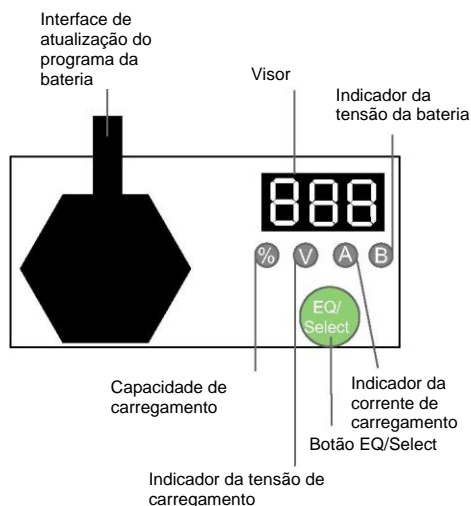 Interface de
atualização do
programa da
bateria
Visor
Indicador da
tensão da bateria
888
% V A B
EQ/
Select
Capacidade de
carregamento
Indicador da
corrente de
carregamento
Botão EQ/Select
Indicador da tensão de
carregamento